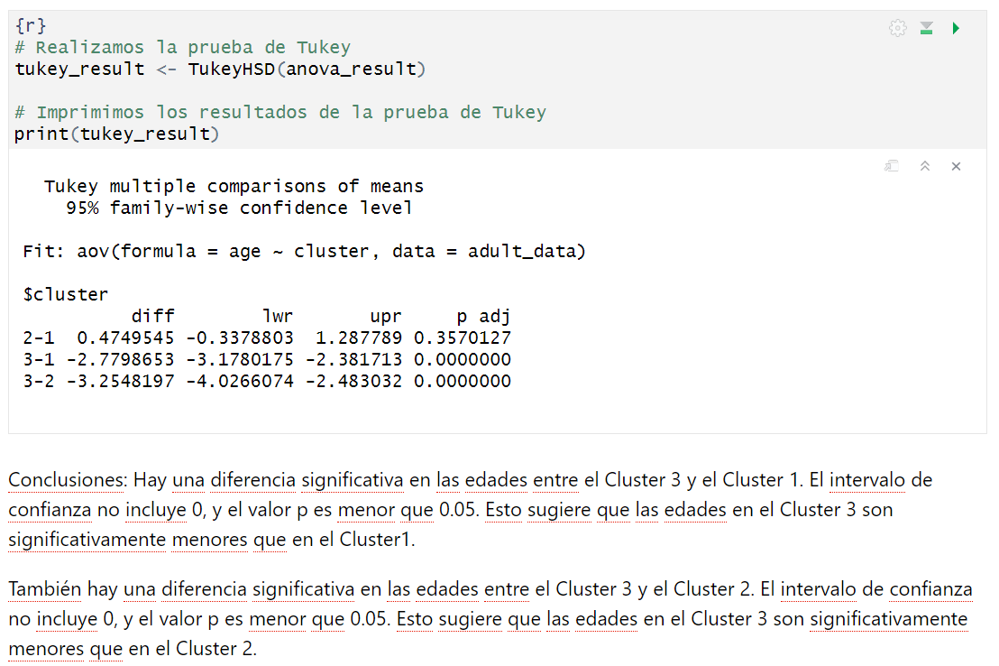 {r}
# Realizamos la prueba de Tukey
tukey_result <- TukeyHSD(anova_result)
# Imprimimos los resultados de la prueba de Tukey
print(tukey_result)
Tukey multiple comparisons of means
95% family-wise confidence level
Fit: aov(formula = age ~ cluster, data = adult_data)
$cluster
diff lwr upr p adj
2-1 0.4749545 -0.3378803 1.287789 0.3570127
3-1 -2.7798653 -3.1780175 -2.381713 0.0000000
3-2 -3.2548197 -4.0266074 -2.483032 0.0000000
Conclusiones: Hay una diferencia significativa en las edades entre el Cluster 3 y el Cluster 1. El intervalo de
confianza no incluye 0, y el valor p es menor que 0.05. Esto sugiere que las edades en el Cluster 3 son
significativamente menores que en el Cluster1.
También hay una diferencia significativa en las edades entre el Cluster 3 y el Cluster 2. El intervalo de confianza
no incluye 0, y el valor p es menor que 0.05. Esto sugiere que las edades en el Cluster 3 son significativamente
menores que en el Cluster 2.